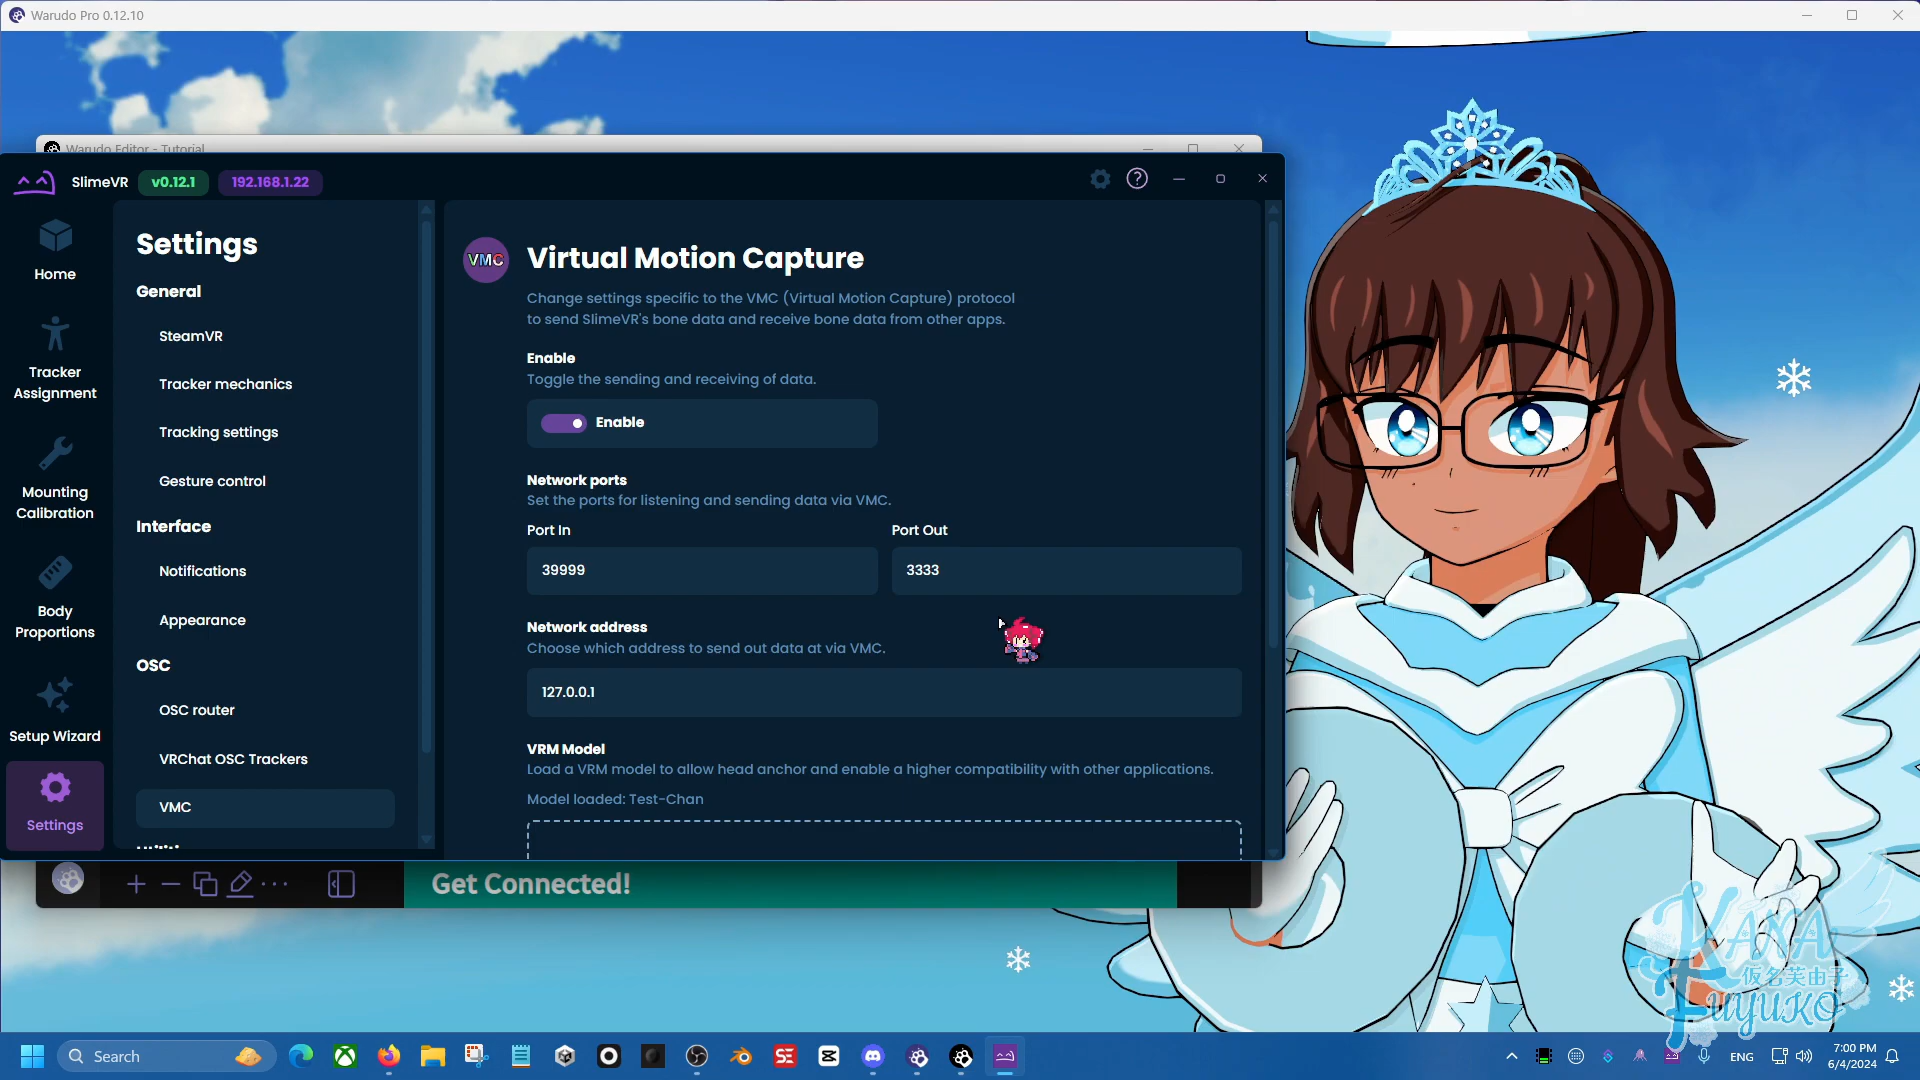 Warudo Pro 0.12.10
Warudo Editor - Tutorial
SlimeVR
v0.12.1
192.168.1.22
Home
Tracker
Assignment
Mounting
Calibration
Body
Proportions
Setup Wizard
Settings
Settings
General
SteamVR
Tracker mechanics
Tracking settings
Gesture control
Interface
Notifications
Appearance
OSC
OSC router
VRChat OSC Trackers
VMC
VMC
Virtual Motion Capture
Change settings specific to the VMC (Virtual Motion Capture) protocol
to send SlimeVR's bone data and receive bone data from other apps.
Enable
Toggle the sending and receiving of data.
Enable
Network ports
Set the ports for listening and sending data via VMC.
Port In
Port Out
39999
3333
Network address
Choose which address to send out data at via VMC.
127.0.0.1
VRM Model
Load a VRM model to allow head anchor and enable a higher compatibility with other applications.
Model loaded: Test-Chan
Get Connected!
KANA
仮名芙由子
FUYUKO
Search
SE
ENG
7:00 PM
6/4/2024